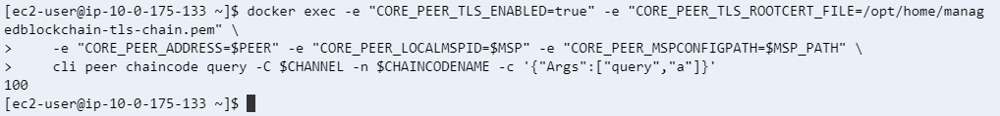 [ec2-user@ip-10-0-175-133 ~]$ docker exec -e "CORE_PEER_TLS_ENABLED=true" -e "CORE_PEER_TLS_ROOTCERT_FILE=/opt/home/manag
edblockchain-tls-chain.pem" \
>     -e "CORE_PEER_ADDRESS=$PEER" -e "CORE_PEER_LOCALMSPID=$MSP" -e "CORE_PEER_MSPCONFIGPATH=$MSP_PATH" \
>     cli peer chaincode query -C $CHANNEL -n $CHAINCODENAME -c '{"Args":["query","a"]}'
100
[ec2-user@ip-10-0-175-133 ~]$